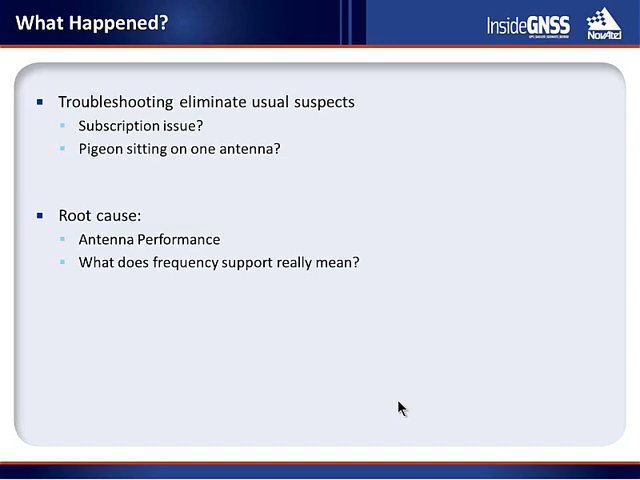 What Happened?
InsideGNSS
NovAtel
Troubleshooting eliminate usual suspects
Subscription issue?
Pigeon sitting on one antenna?
Root cause:
Antenna Performance
What does frequency support really mean?